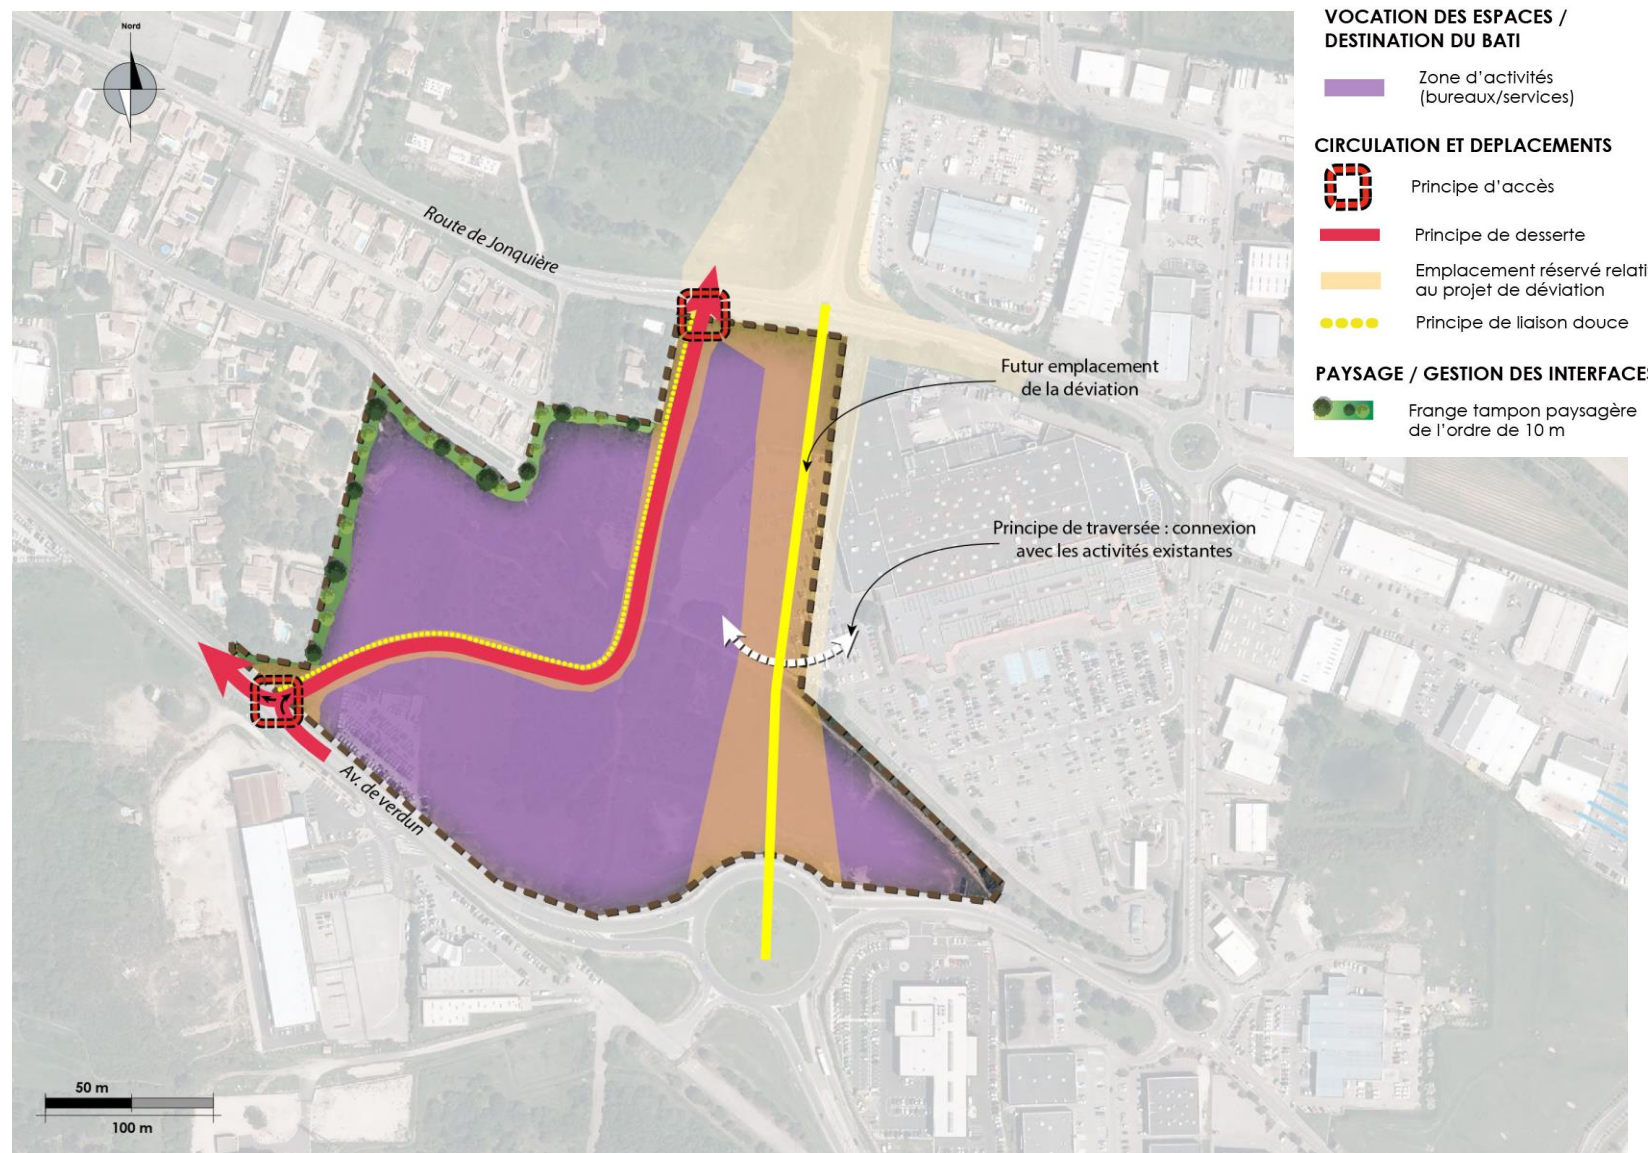 Nord
Route de Jonquière
Futur emplacement
de la déviation
Principe de traversée : connexion
avec les activités existantes
Av. de verdun
50 m
100 m
VOCATION DES ESPACES /
DESTINATION DU BATI
Zone d'activités
(bureaux/services)
CIRCULATION ET DEPLACEMENTS
Principe d'accès
Principe de desserte
Emplacement réservé relati
au projet de déviation
Principe de liaison douce
PAYSAGE / GESTION DES INTERFACES
Frange tampon paysagère
de l'ordre de 10 m